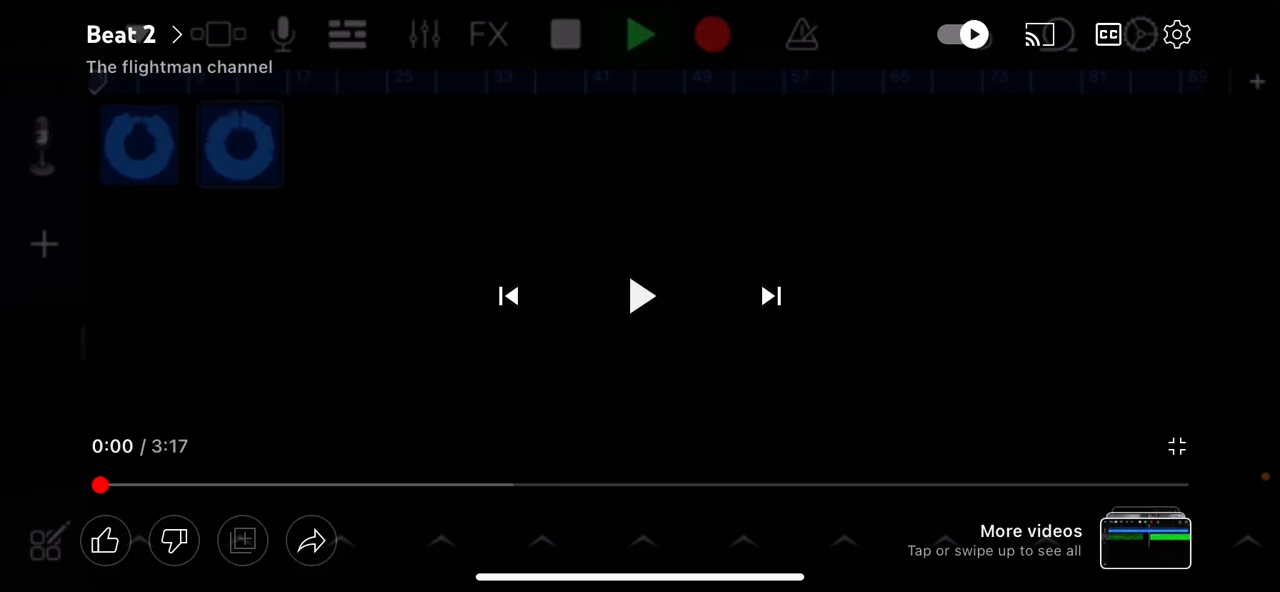 Beat 2
FX
CC
The flightman channel
17 25 33 41 49 57 65 73 81 89
0:00 / 3:17
More videos
Tap or swipe up to see all